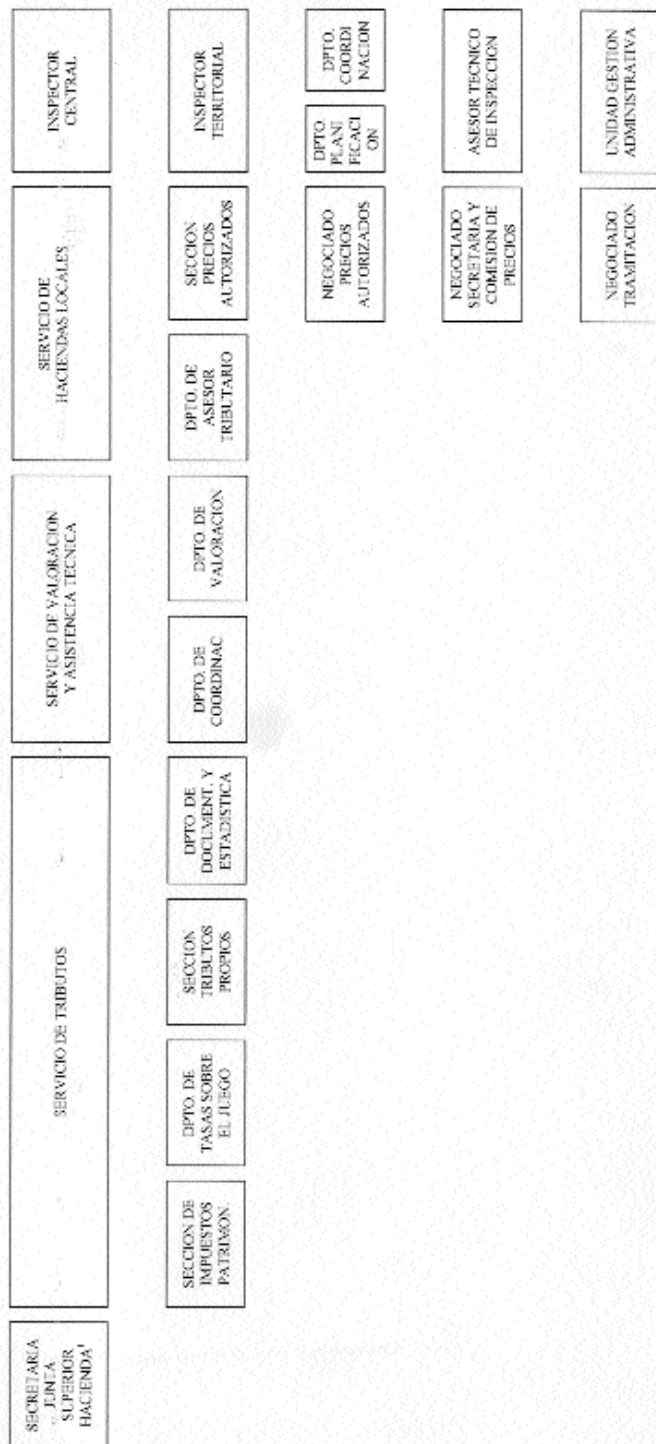 SECRETARIA
JUNTA
SUPERIOR
HACIENDA¹
SERVICIO DE TRIBUTOS
SERVICIO DE VALORACION
Y ASISTENCIA TECNICA
SERVICIO DE
HACIENDAS LOCALES
INSPECTOR
CENTRAL
SECCION DE
IMPUESTOS
PATRIMON.
DPTO. DE
TASAS SOBRE
EL JUEGO
SECCION
TRIBUTOS
PROPIOS
DPTO. DE
DOCUMENT. Y
ESTADISTICA
DPTO. DE
COORDINAC
DPTO. DE
VALORACION
DPTO. DE
ASESOR
TRIBUTARIO
SECCION
PRECIOS
AUTORIZADOS
INSPECTOR
TERRITORIAL
NEGOCIADO
PRECIOS
AUTORIZADOS
DPTO.
PLANI
FICACI
ON
DPTO.
COORDI
NACION
NEGOCIADO
SECRETARIA Y
COMISION DE
PRECIOS
ASESOR TECNICO
DE INSPECCION
NEGOCIADO
TRAMITACION
UNIDAD GESTION
ADMINISTRATIVA